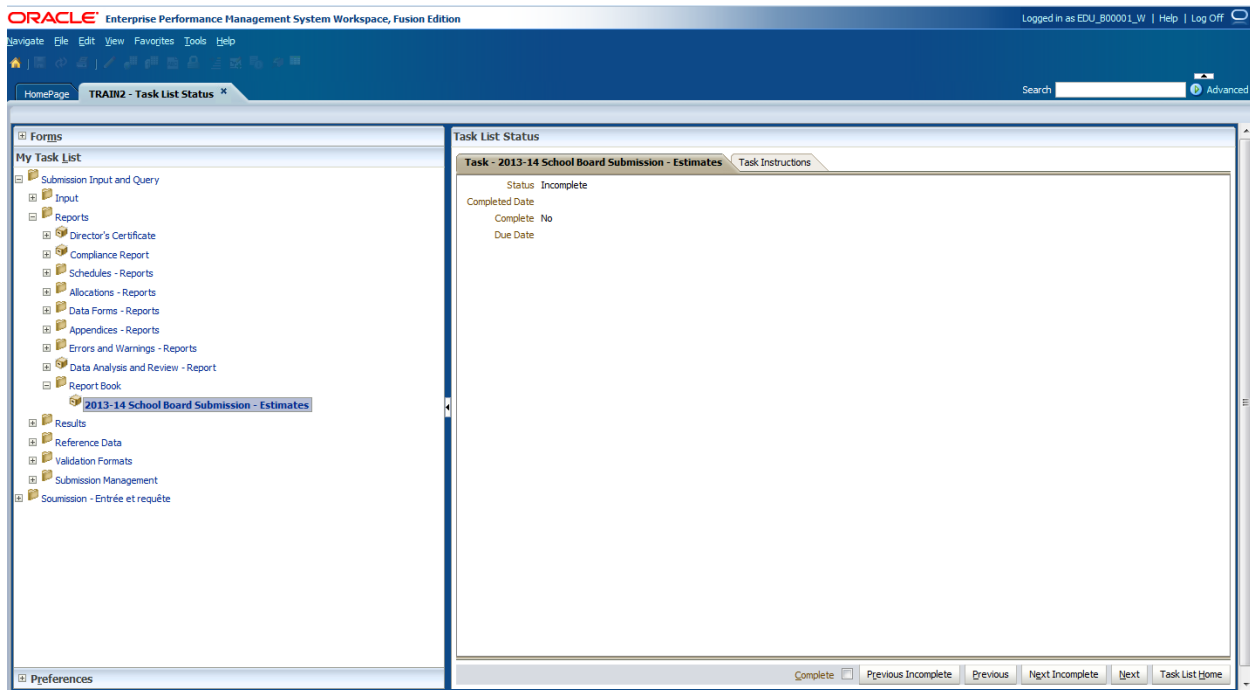 ORACLE Enterprise Performance Management System Workspace, Fusion Edition
Logged in as EDU_B00001_W | Help | Log Off
Navigate File Edit View Favorites Tools Help
HomePage TRAIN2 - Task List Status × Search Advanced
Forms
My Task List
Submission Input and Query
Input
Reports
Director's Certificate
Compliance Report
Schedules - Reports
Allocations - Reports
Data Forms - Reports
Appendices - Reports
Errors and Warnings - Reports
Data Analysis and Review - Report
Report Book
2013-14 School Board Submission - Estimates
Results
Reference Data
Validation Formats
Submission Management
Soumission - Entrée et requête
Preferences
Task List Status
Task - 2013-14 School Board Submission - Estimates Task Instructions
Status Incomplete
Completed Date
Complete No
Due Date
Complete Previous Incomplete Previous Next Incomplete Next Task List Home